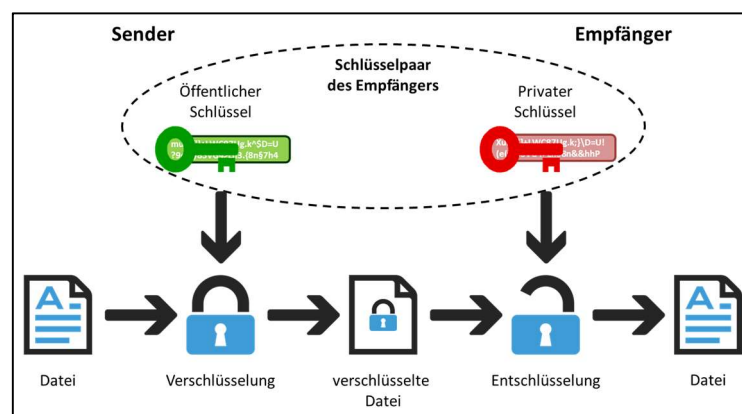 Sender
Empfänger
Schlüsselpaar
des Empfängers
Öffentlicher
Schlüssel
Privater
Schlüssel
Datei
Verschlüsselung
verschlüsselte
Datei
Entschlüsselung
Datei